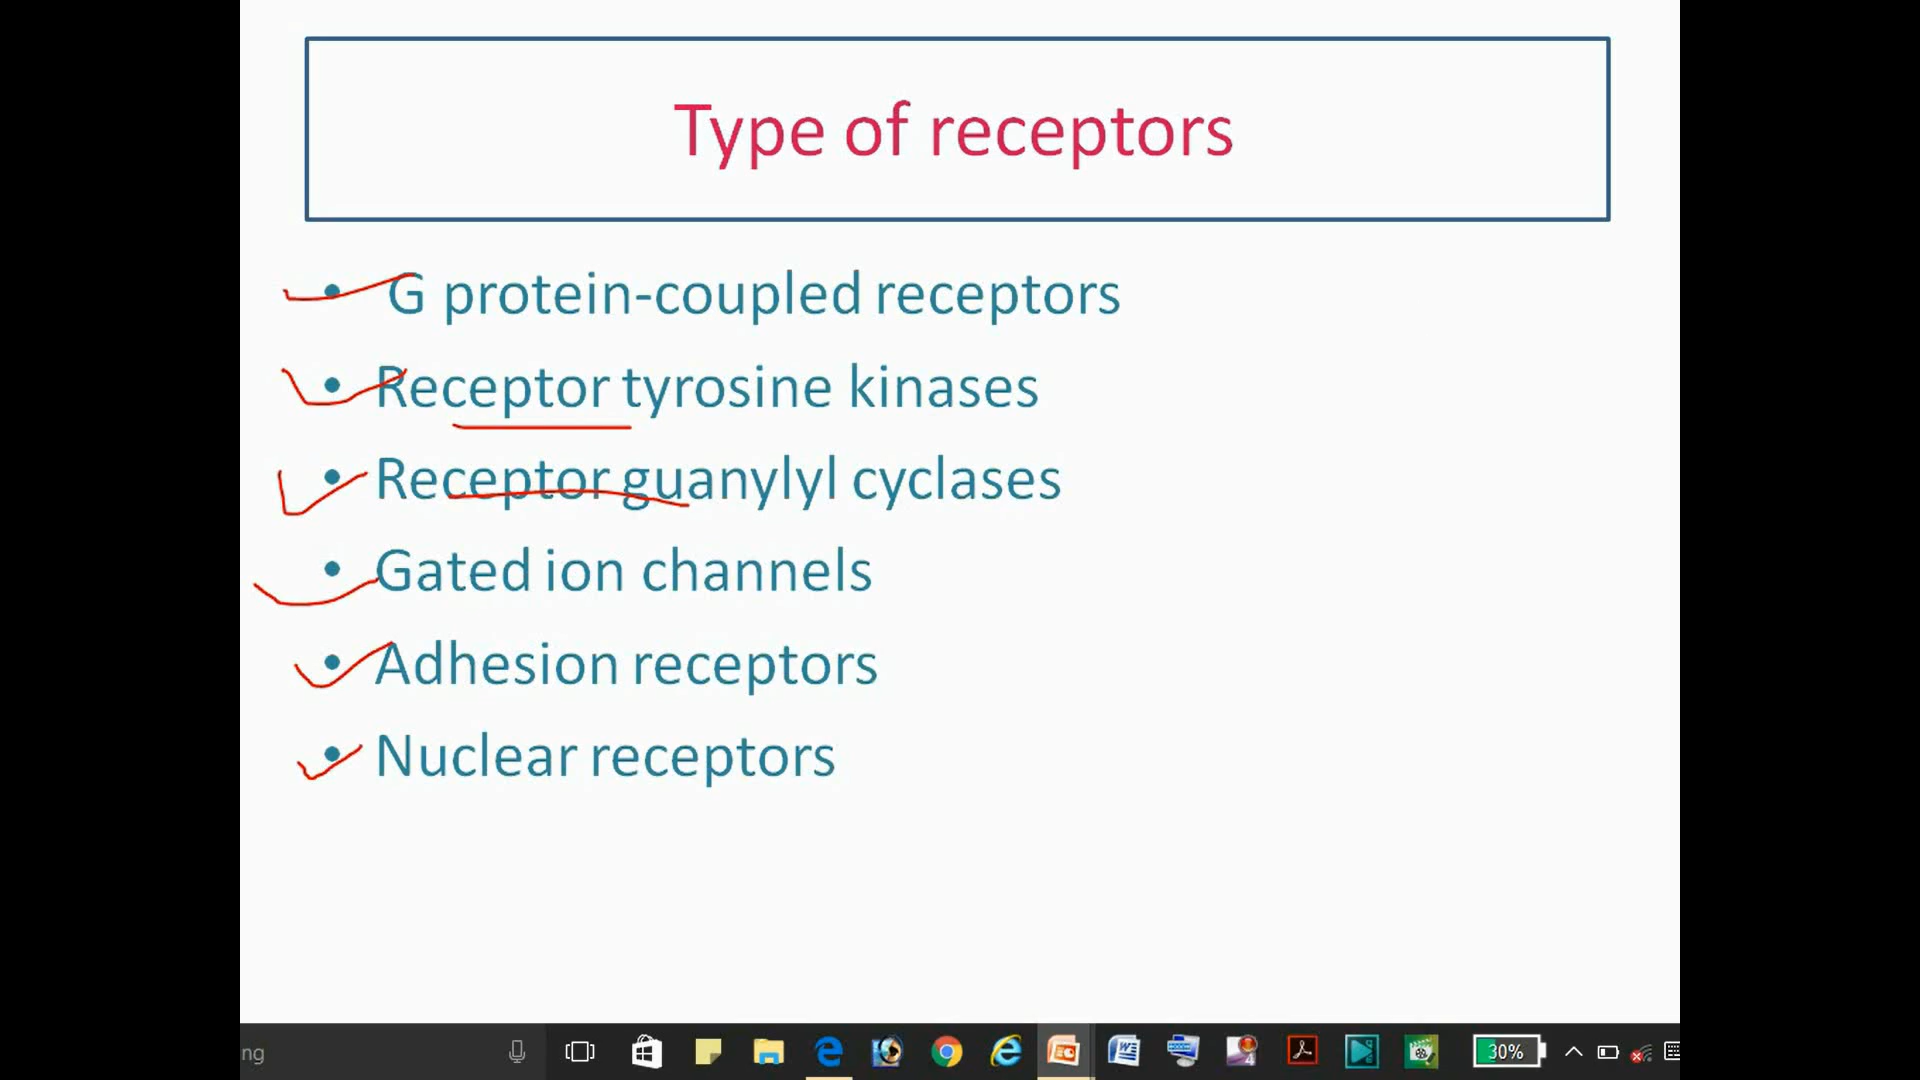 Type of receptors
• G protein-coupled receptors
• Receptor tyrosine kinases
• Receptor guanylyl cyclases
• Gated ion channels
• Adhesion receptors
• Nuclear receptors
ng
30%